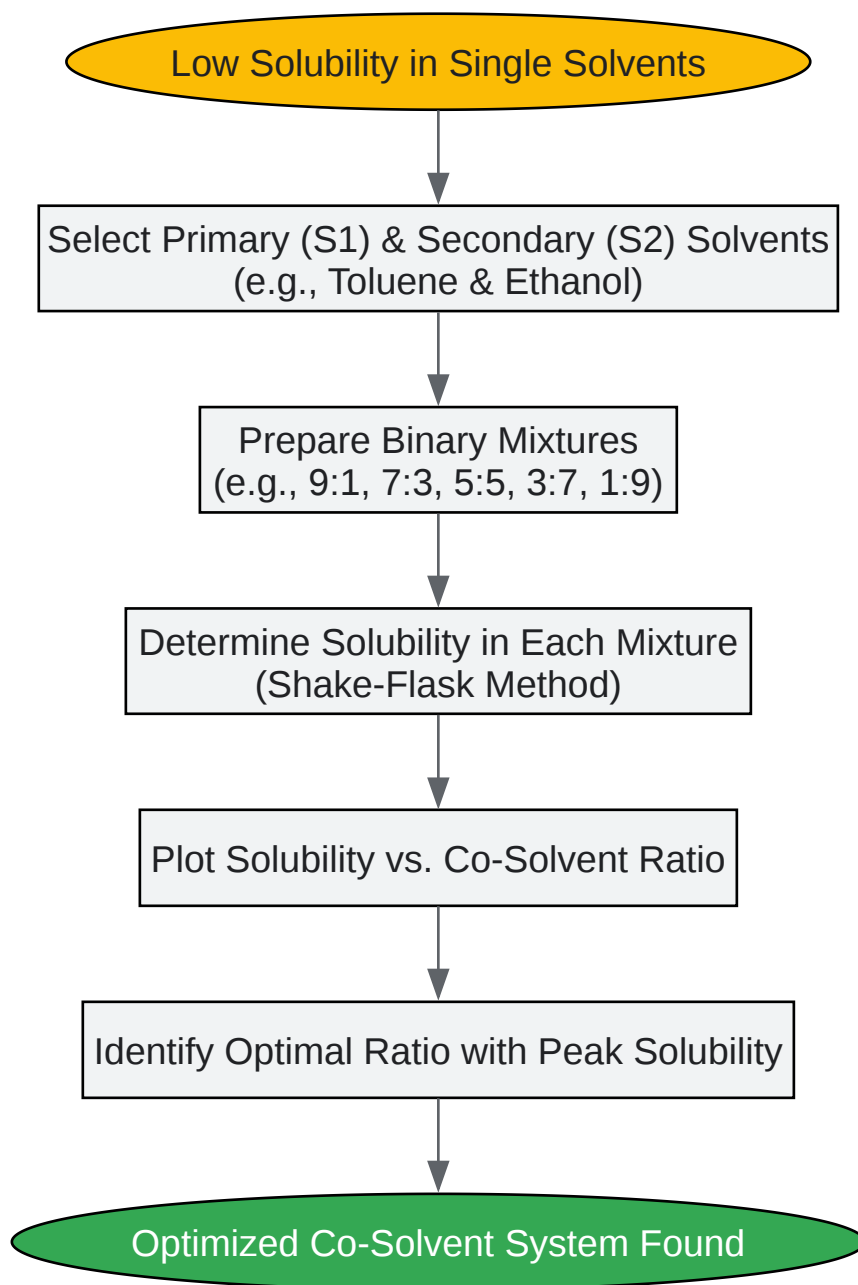 Low Solubility in Single Solvents
Select Primary (S1) & Secondary (S2) Solvents
(e.g., Toluene & Ethanol)
Prepare Binary Mixtures
(e.g., 9:1, 7:3, 5:5, 3:7, 1:9)
Determine Solubility in Each Mixture
(Shake-Flask Method)
Plot Solubility vs. Co-Solvent Ratio
Identify Optimal Ratio with Peak Solubility
Optimized Co-Solvent System Found